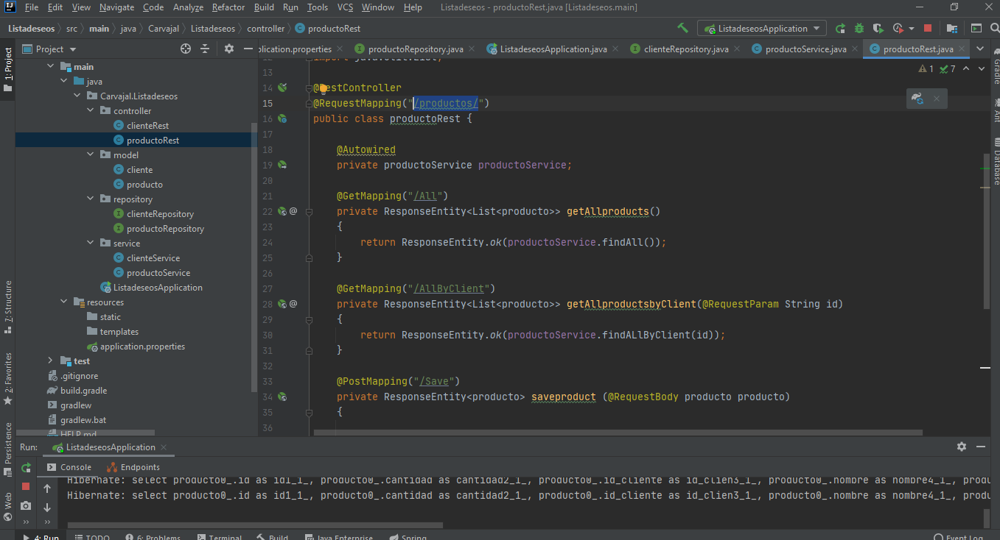 File Edit View Navigate Code Analyze Refactor Build Run Tools VCS Window Help Listadeseos - productoRest.java [Listadeseos.main]
Listadeseos src main java Carvajal Listadeseos controller productoRest ListadeseosApplication
Project plication.properties productoRepository.java ListadeseosApplication.java clienteRepository.java productoService.java productoRest.java
1: Project
7: Structure
2: Favorites
Persistence
Web
main
java
Carvajal.Listadeseos
controller
clienteRest
productoRest
model
cliente
producto
repository
clienteRepository
productoRepository
service
clienteService
productoService
ListadeseosApplication
resources
static
templates
application.properties
test
.gitignore
build.gradle
gradlew
gradlew.bat
HELP.md
1 7
12 import java.util.List;
13
14 @RestController
15 @RequestMapping("/productos/")
16 public class productoRest {
17
18 @Autowired
19 private productoService productoService;
20
21 @GetMapping("/All")
22 @ private ResponseEntity<List<producto>> getAllproducts()
23 {
24 return ResponseEntity.ok(productoService.findAll());
25 }
26
27 @GetMapping("/AllByClient")
28 @ private ResponseEntity<List<producto>> getAllproductsbyClient(@RequestParam String id)
29 {
30 return ResponseEntity.ok(productoService.findALlByClient(id));
31 }
32
33 @PostMapping("/Save")
34 private ResponseEntity<producto> saveproduct (@RequestBody producto producto)
35 {
36
Gradle
Ant
Database
Run: ListadeseosApplication
Console Endpoints
Hibernate: select producto0_.id as id1_1_, producto0_.cantidad as cantidad2_1_, producto0_.id_cliente as id_clien3_1_, producto0_.nombre as nombre4_1_, produ
Hibernate: select producto0_.id as id1_1_, producto0_.cantidad as cantidad2_1_, producto0_.id_cliente as id_clien3_1_, producto0_.nombre as nombre4_1_, produ
4: Run TODO 6: Problems Terminal Build Java Enterprise Spring Event Log